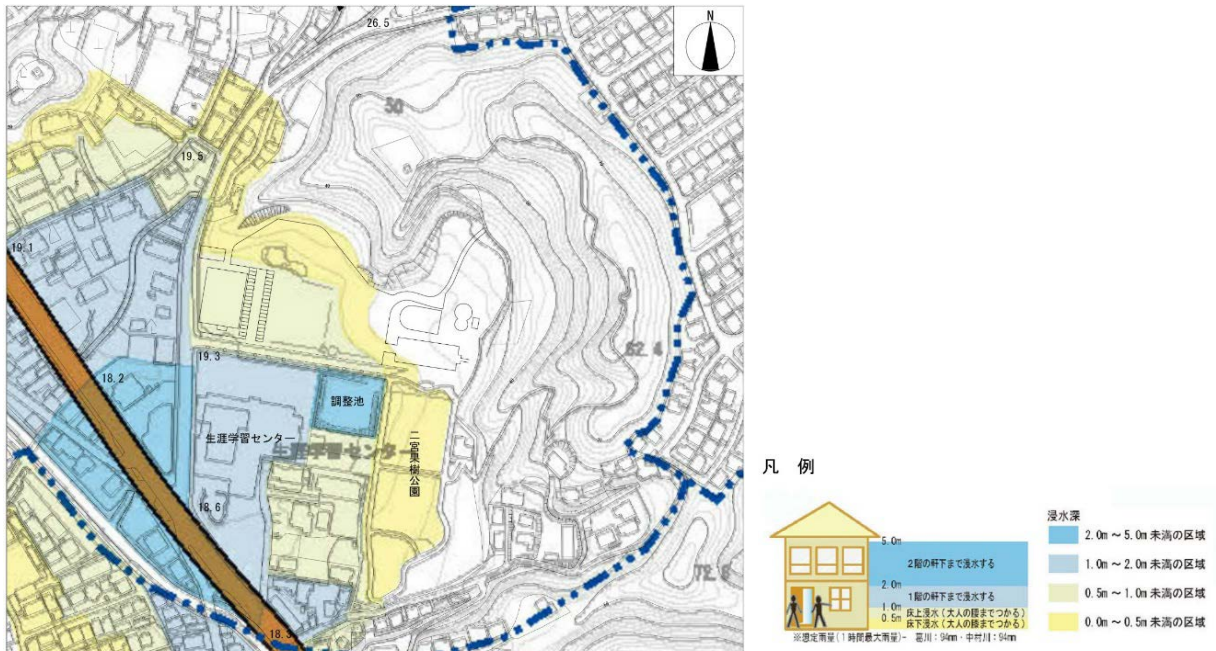 26.5
N
50
19.5
19.1
62.4
19.3
18.2
調整池
生涯学習センター
生涯学習センター
二宮果樹公園
18.6
18.3
凡 例
浸水深
5.0m
2階の軒下まで浸水する
2.0m
1階の軒下まで浸水する
1.0m
床上浸水(大人の腰までつかる)
0.5m
床下浸水(大人の膝までつかる)
※想定雨量(1時間最大雨量)- 葛川:94mm・中村川:94mm
2.0m ~ 5.0m 未満の区域
1.0m ~ 2.0m 未満の区域
0.5m ~ 1.0m 未満の区域
0.0m ~ 0.5m 未満の区域